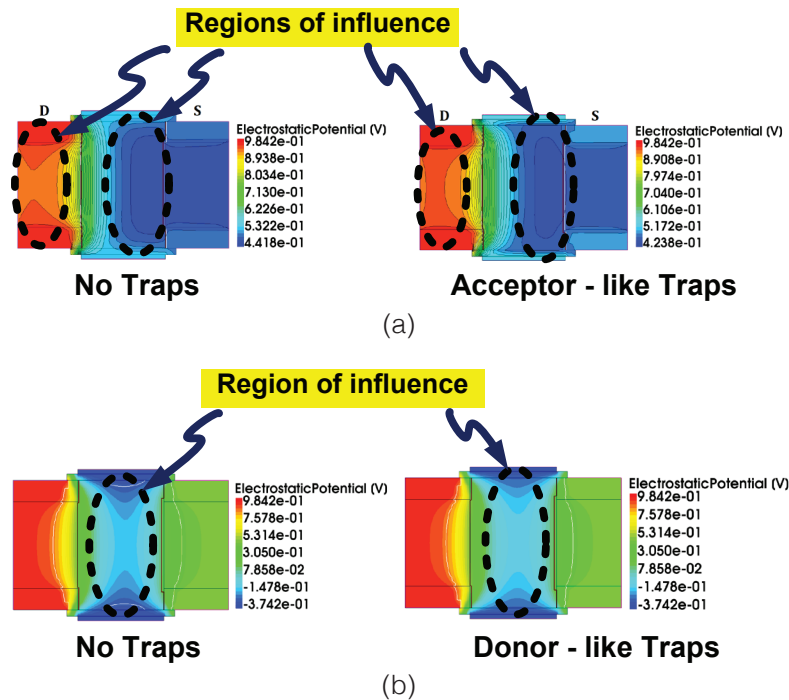 Regions of influence
D
S
D
S
ElectrostaticPotential (V)
9.842e-01
8.938e-01
8.034e-01
7.130e-01
6.226e-01
5.322e-01
4.418e-01
ElectrostaticPotential (V)
9.842e-01
8.908e-01
7.974e-01
7.040e-01
6.106e-01
5.172e-01
4.238e-01
No Traps
Acceptor - like Traps
(a)
Region of influence
ElectrostaticPotential (V)
9.842e-01
7.578e-01
5.314e-01
3.050e-01
7.858e-02
-1.478e-01
-3.742e-01
ElectrostaticPotential (V)
9.842e-01
7.578e-01
5.314e-01
3.050e-01
7.858e-02
-1.478e-01
-3.742e-01
No Traps
Donor - like Traps
(b)